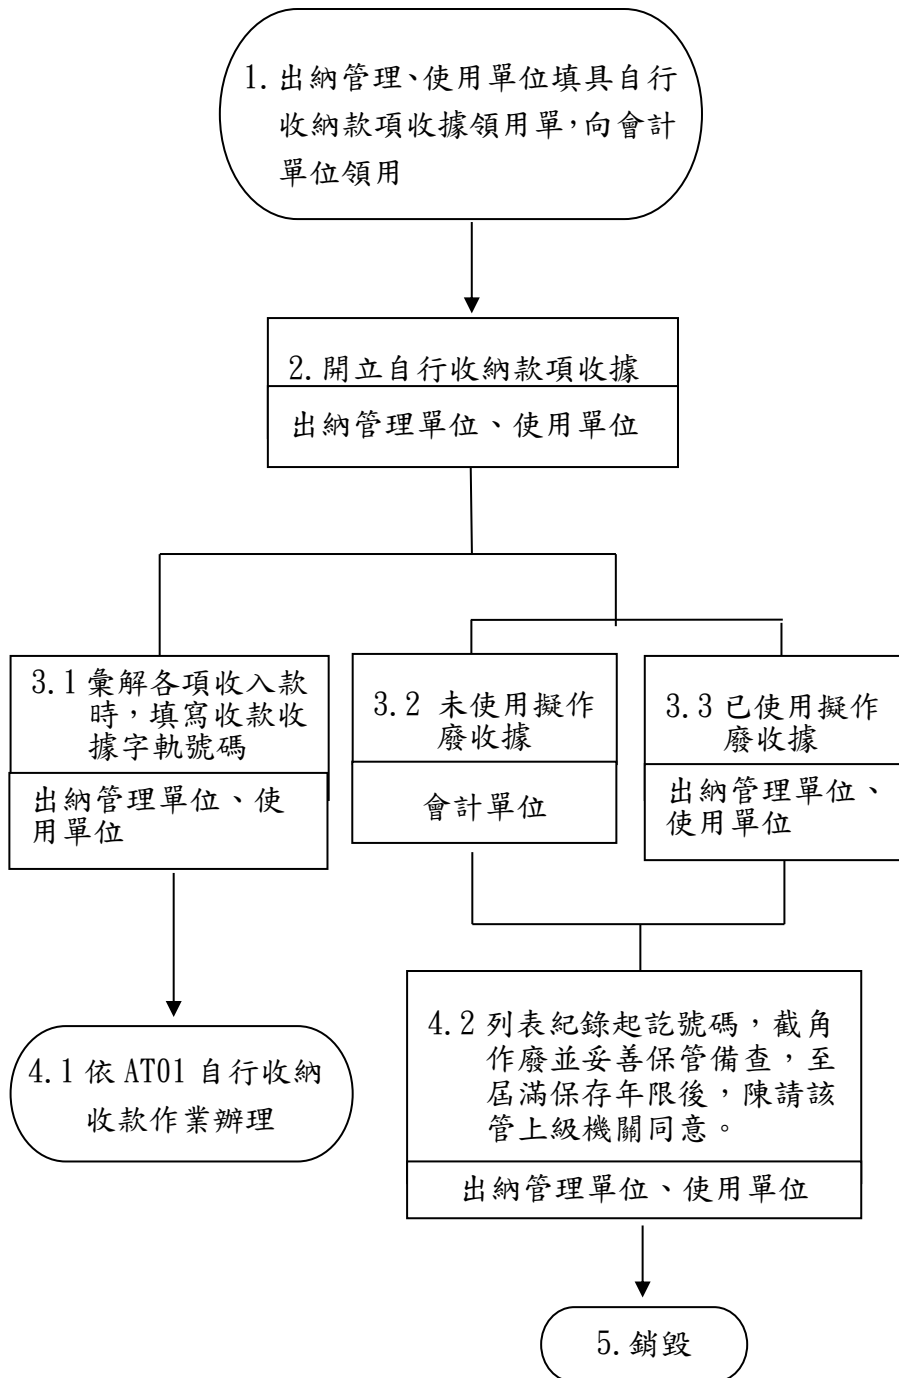 1.出納管理、使用單位填具自行
收納款項收據領用單,向會計
單位領用
2.開立自行收納款項收據
出納管理單位、使用單位
3.1 彙解各項收入款
時，填寫收款收
據字軌號碼
出納管理單位、使
用單位
3.2 未使用擬作
廢收據
會計單位
3.3 已使用擬作
廢收據
出納管理單位、
使用單位
4.1 依 AT01 自行收納
收款作業辦理
4.2 列表紀錄起訖號碼，截角
作廢並妥善保管備查，至
屆滿保存年限後，陳請該
管上級機關同意。
出納管理單位、使用單位
5.銷毀